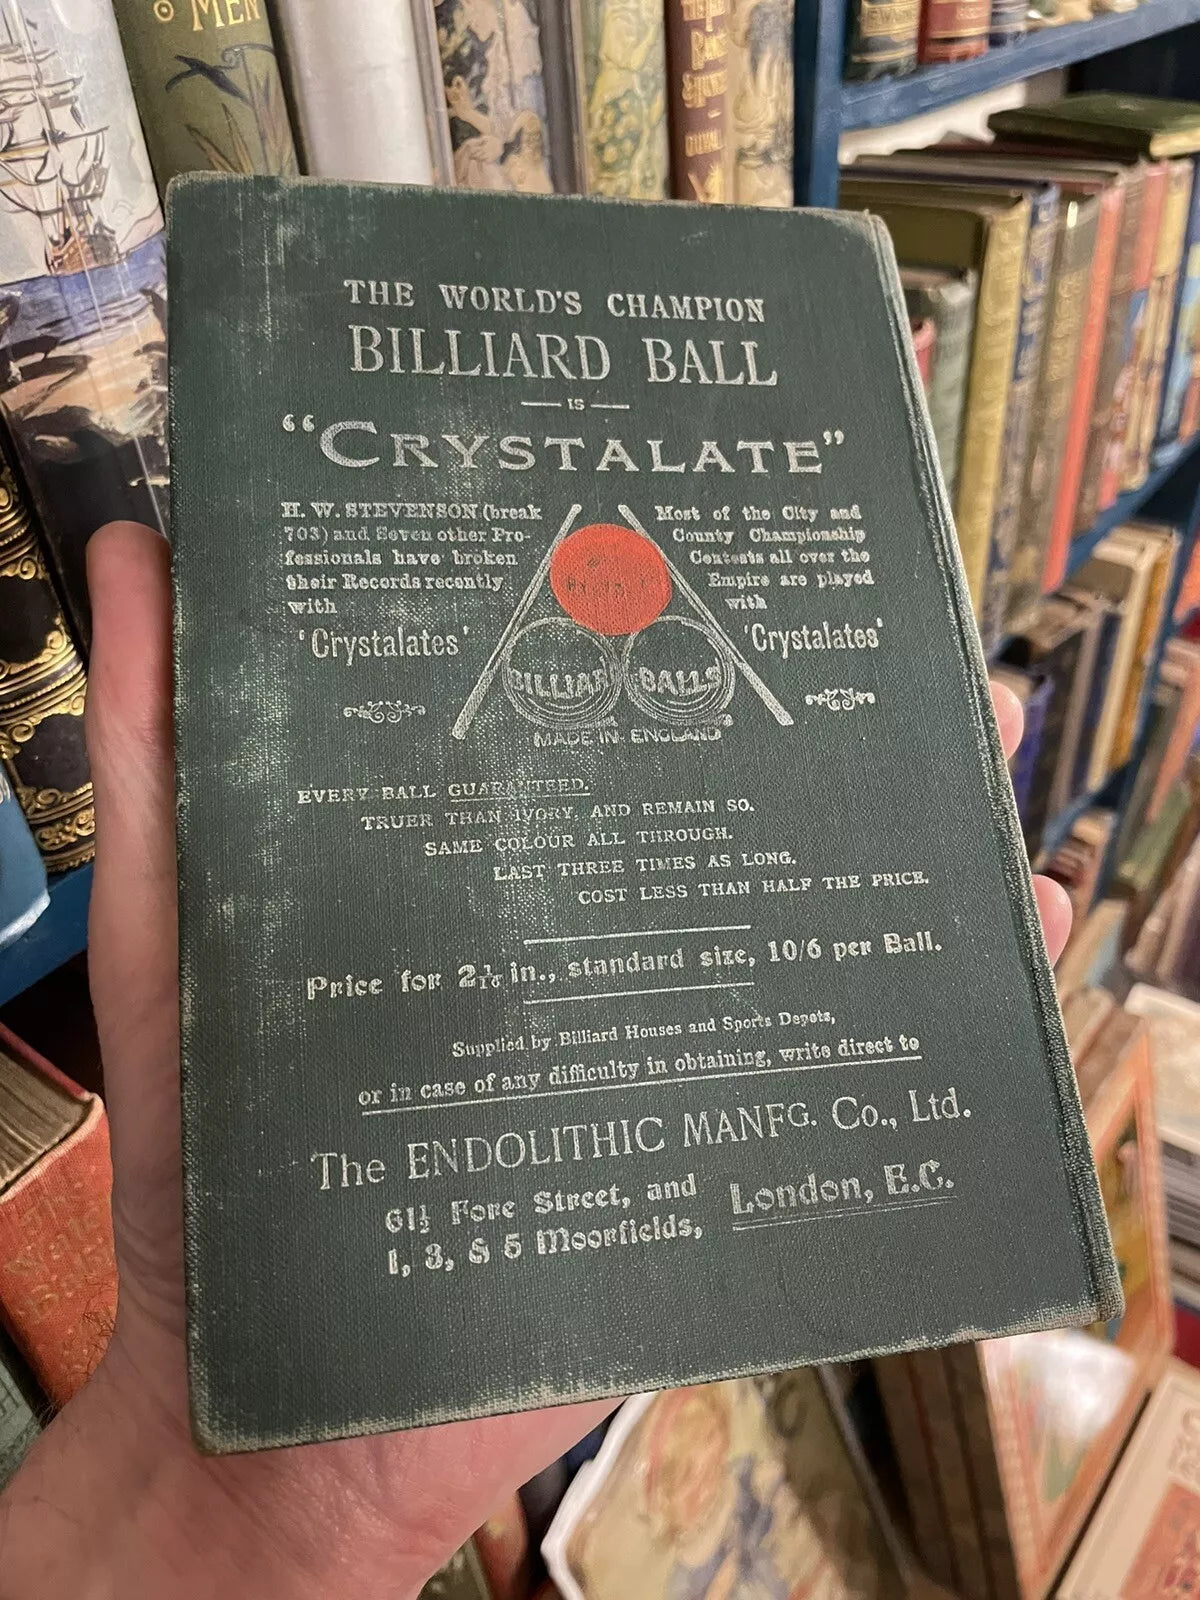 MEN
THE WORLD'S CHAMPION
BILLIARD BALL
IS
"CRYSTALATE"
H. W. STEVENSON (break
703) and Seven other Pro-
fessionals have broken
their Records recently
with
'Crystalates'
Most of the City and
County Championship
Contests all over the
Empire are played
with
'Crystalates'
BILLIARD BALLS
MADE IN ENGLAND
EVERY BALL GUARANTEED.
TRUER THAN IVORY, AND REMAIN SO.
SAME COLOUR ALL THROUGH.
LAST THREE TIMES AS LONG.
COST LESS THAN HALF THE PRICE.
Price for 2 1/16 in., standard size, 10/6 per Ball.
Supplied by Billiard Houses and Sports Depots,
or in case of any difficulty in obtaining, write direct to
The ENDOLITHIC MANFG. Co., Ltd.
61½ Fore Street, and
1, 3, & 5 Moorfields,
London, E.C.